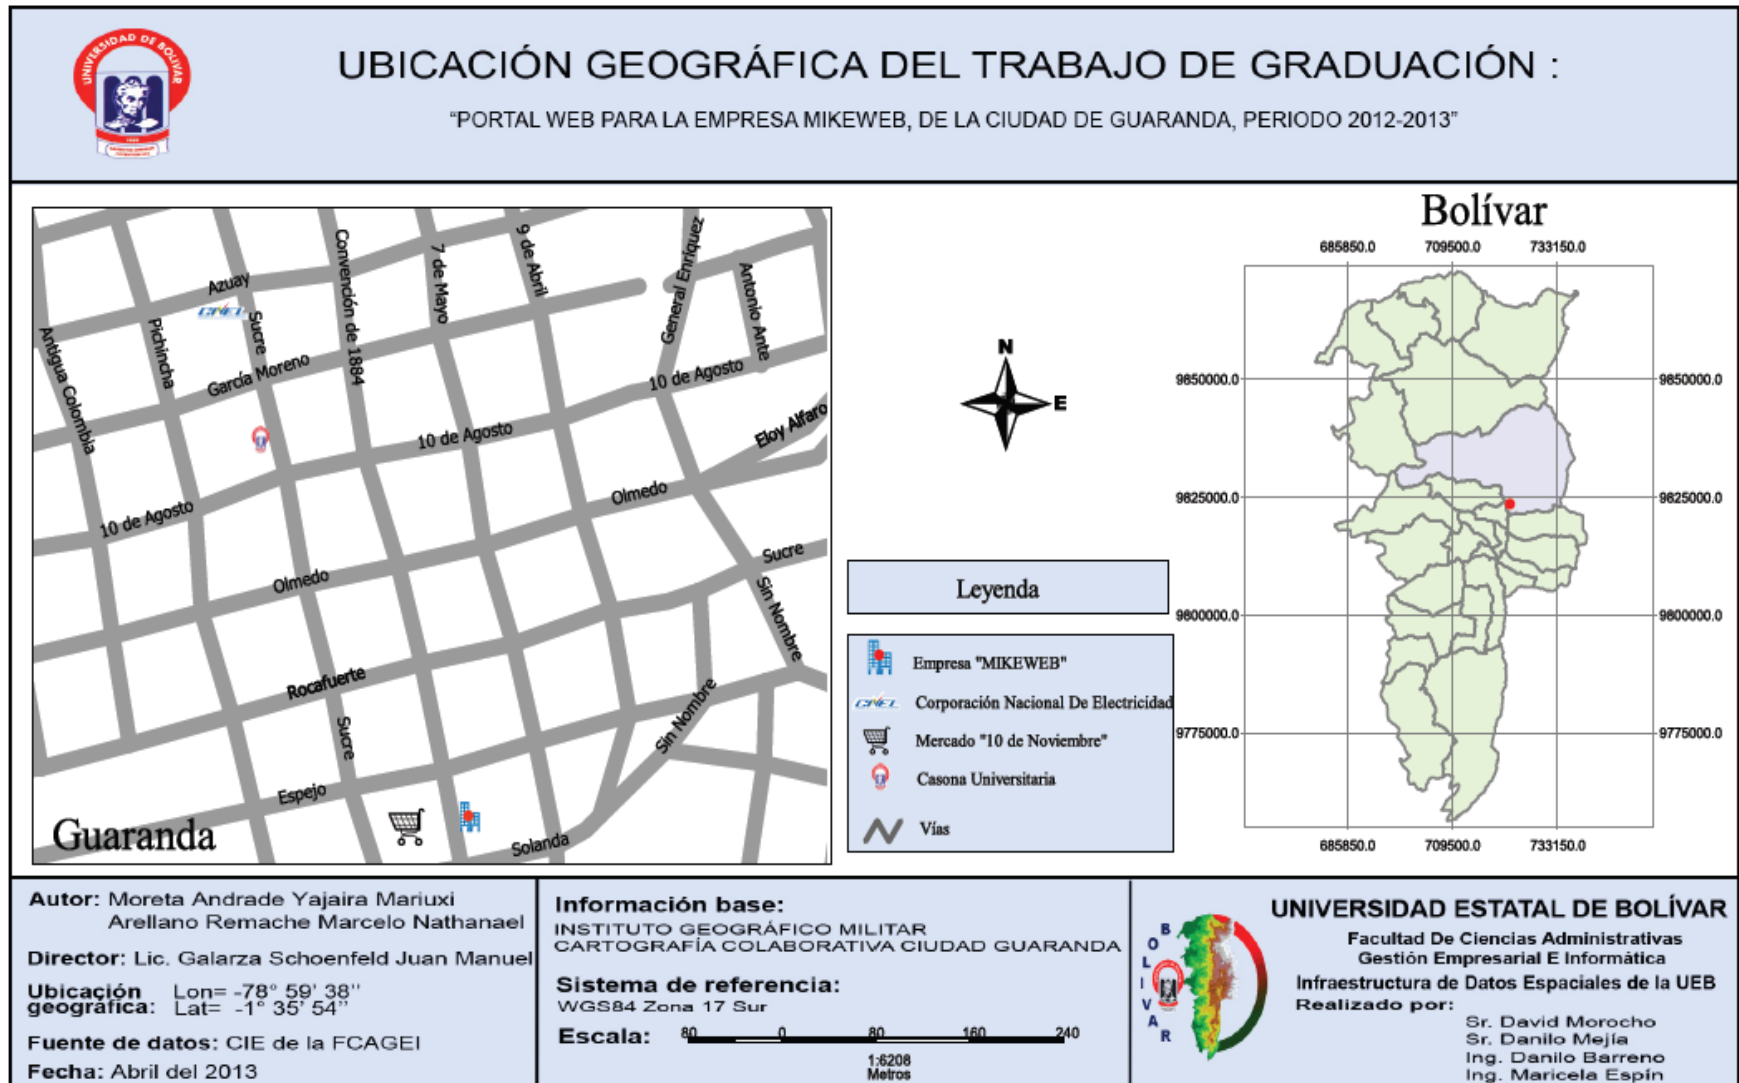 UNIVERSIDAD DE BOLIVAR
UBICACIÓN GEOGRÁFICA DEL TRABAJO DE GRADUACIÓN :
“PORTAL WEB PARA LA EMPRESA MIKEWEB, DE LA CIUDAD DE GUARANDA, PERIODO 2012-2013”
Azuay
CNEL
Antigua Colombia
Pichincha
Sucre
Convención de 1884
7 de Mayo
9 de Abril
General Enríquez
Antonio Ante
García Moreno
10 de Agosto
10 de Agosto
10 de Agosto
Eloy Alfaro
Olmedo
Olmedo
Sucre
Sin Nombre
Rocafuerte
Sucre
Sin Nombre
Espejo
Solanda
Guaranda
N
E
Leyenda
Empresa "MIKEWEB"
CNEL Corporación Nacional De Electricidad
Mercado "10 de Noviembre"
Casona Universitaria
Vías
Bolívar
685850.0 709500.0 733150.0
9850000.0 9850000.0
9825000.0 9825000.0
9800000.0 9800000.0
9775000.0 9775000.0
685850.0 709500.0 733150.0
Autor: Moreta Andrade Yajaira Mariuxi
Arellano Remache Marcelo Nathanael
Director: Lic. Galarza Schoenfeld Juan Manuel
Ubicación Lon= -78° 59' 38''
geográfica: Lat= -1° 35' 54''
Fuente de datos: CIE de la FCAGEI
Fecha: Abril del 2013
Información base:
INSTITUTO GEOGRÁFICO MILITAR
CARTOGRAFÍA COLABORATIVA CIUDAD GUARANDA
Sistema de referencia:
WGS84 Zona 17 Sur
Escala: 80 0 80 160 240
1:6208
Metros
BOLIVAR
UNIVERSIDAD ESTATAL DE BOLÍVAR
Facultad De Ciencias Administrativas
Gestión Empresarial E Informática
Infraestructura de Datos Espaciales de la UEB
Realizado por:
Sr. David Morocho
Sr. Danilo Mejía
Ing. Danilo Barreno
Ing. Maricela Espín